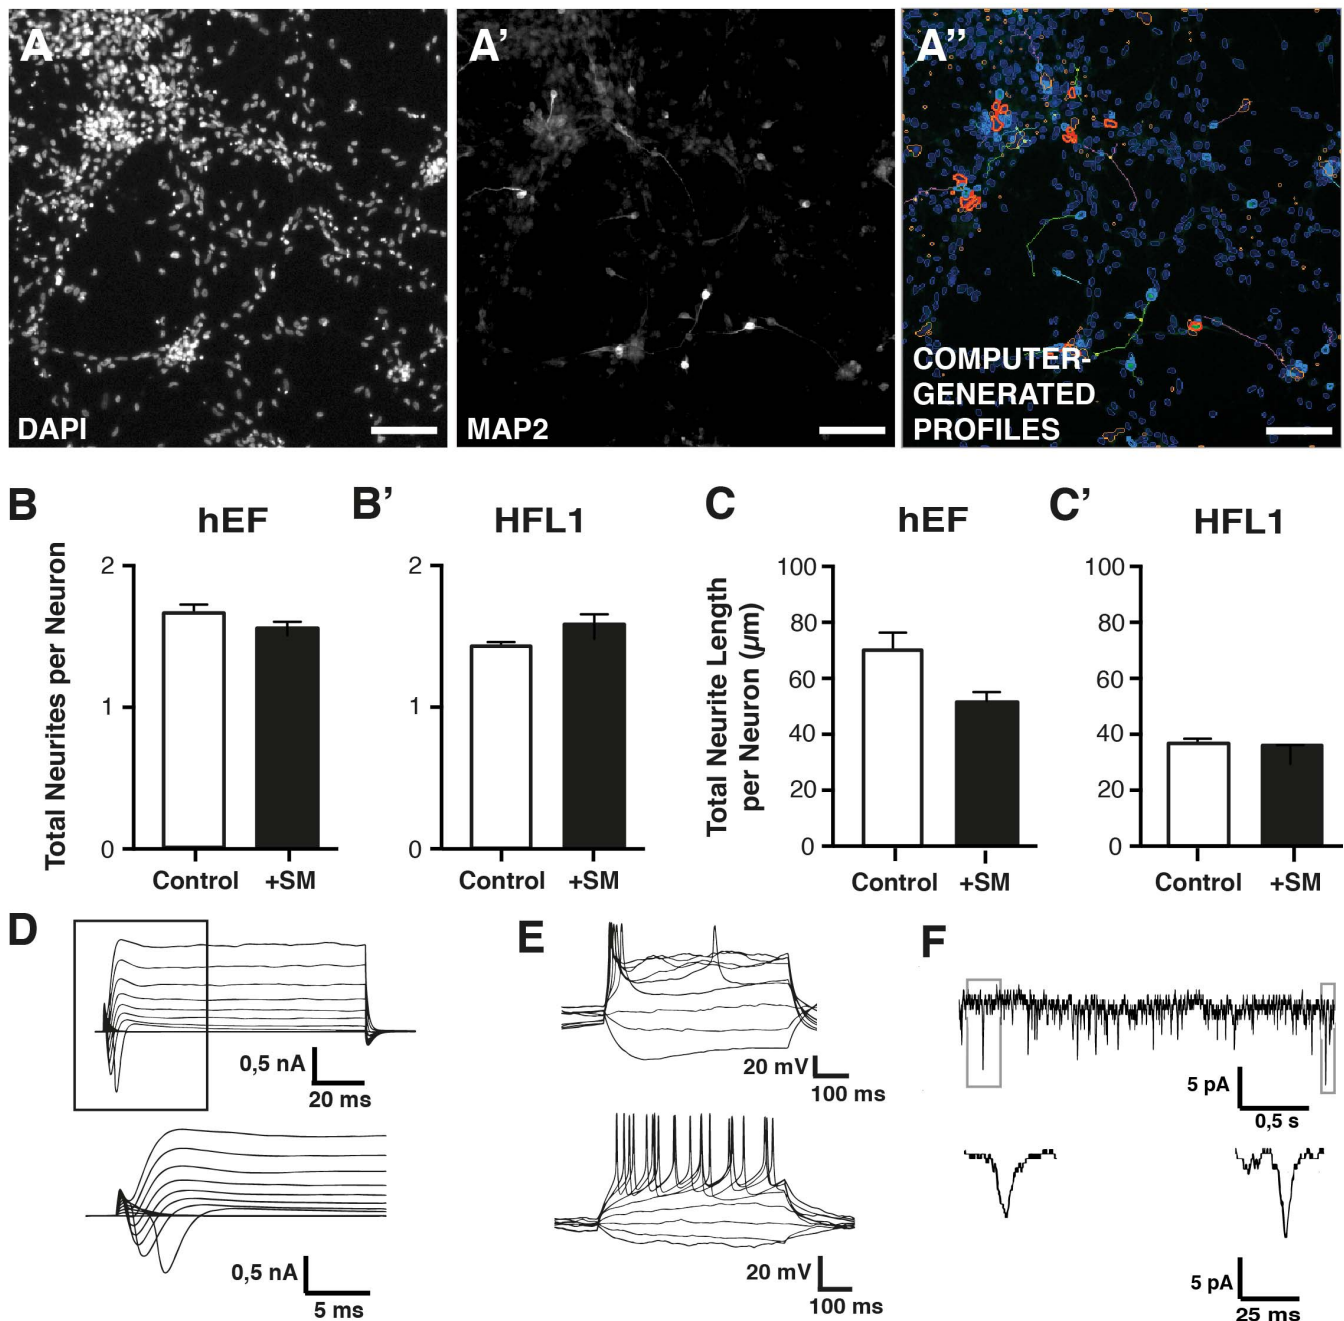 A
A'
A''
DAPI
MAP2
COMPUTER-
GENERATED
PROFILES
B
hEF
B'
HFL1
C
hEF
C'
HFL1
Total Neurites per Neuron
2
1
0
Control
+SM
2
1
0
Control
+SM
Total Neurite Length
per Neuron (µm)
100
80
60
40
20
0
Control
+SM
100
80
60
40
20
0
Control
+SM
D
0,5 nA
20 ms
0,5 nA
5 ms
E
20 mV
100 ms
20 mV
100 ms
F
5 pA
0,5 s
5 pA
25 ms